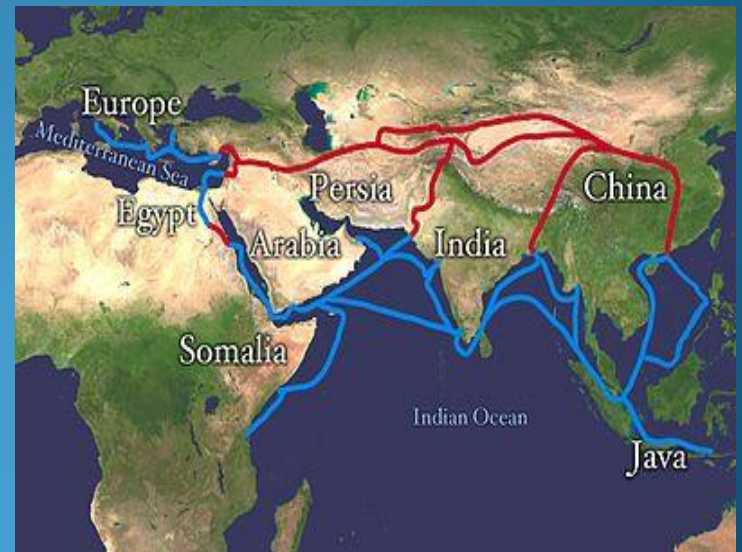 Europe
Mediterranean Sea
Egypt
Persia
Arabia
India
China
Somalia
Indian Ocean
Java